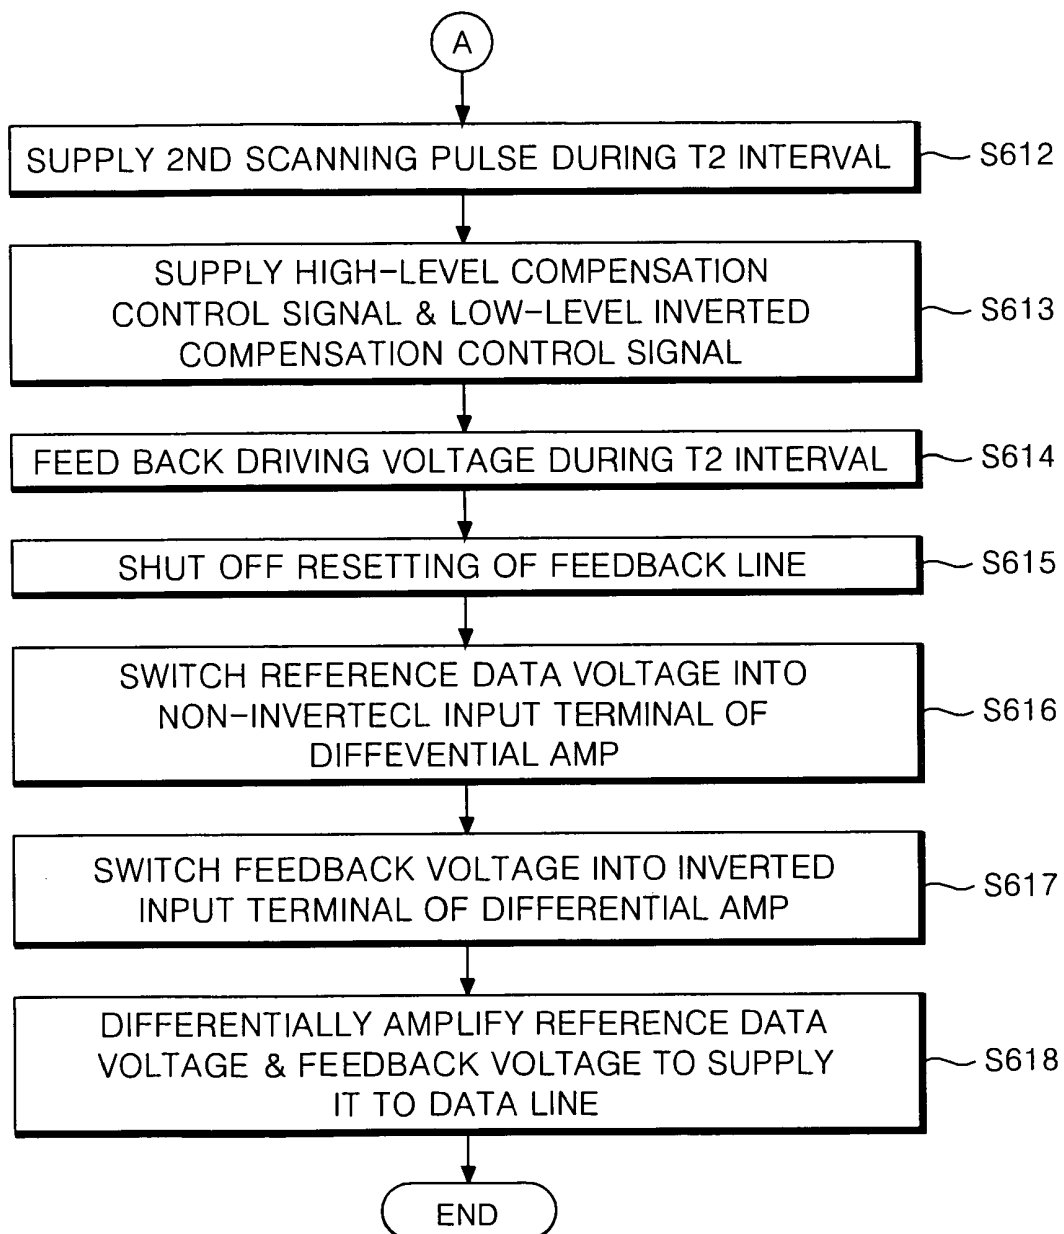 A
SUPPLY 2ND SCANNING PULSE DURING T2 INTERVAL
S612
SUPPLY HIGH-LEVEL COMPENSATION
CONTROL SIGNAL & LOW-LEVEL INVERTED
COMPENSATION CONTROL SIGNAL
S613
FEED BACK DRIVING VOLTAGE DURING T2 INTERVAL
S614
SHUT OFF RESETTING OF FEEDBACK LINE
S615
SWITCH REFERENCE DATA VOLTAGE INTO
NON-INVERTECL INPUT TERMINAL OF
DIFFEVENTIAL AMP
S616
SWITCH FEEDBACK VOLTAGE INTO INVERTED
INPUT TERMINAL OF DIFFERENTIAL AMP
S617
DIFFERENTIALLY AMPLIFY REFERENCE DATA
VOLTAGE & FEEDBACK VOLTAGE TO SUPPLY
IT TO DATA LINE
S618
END